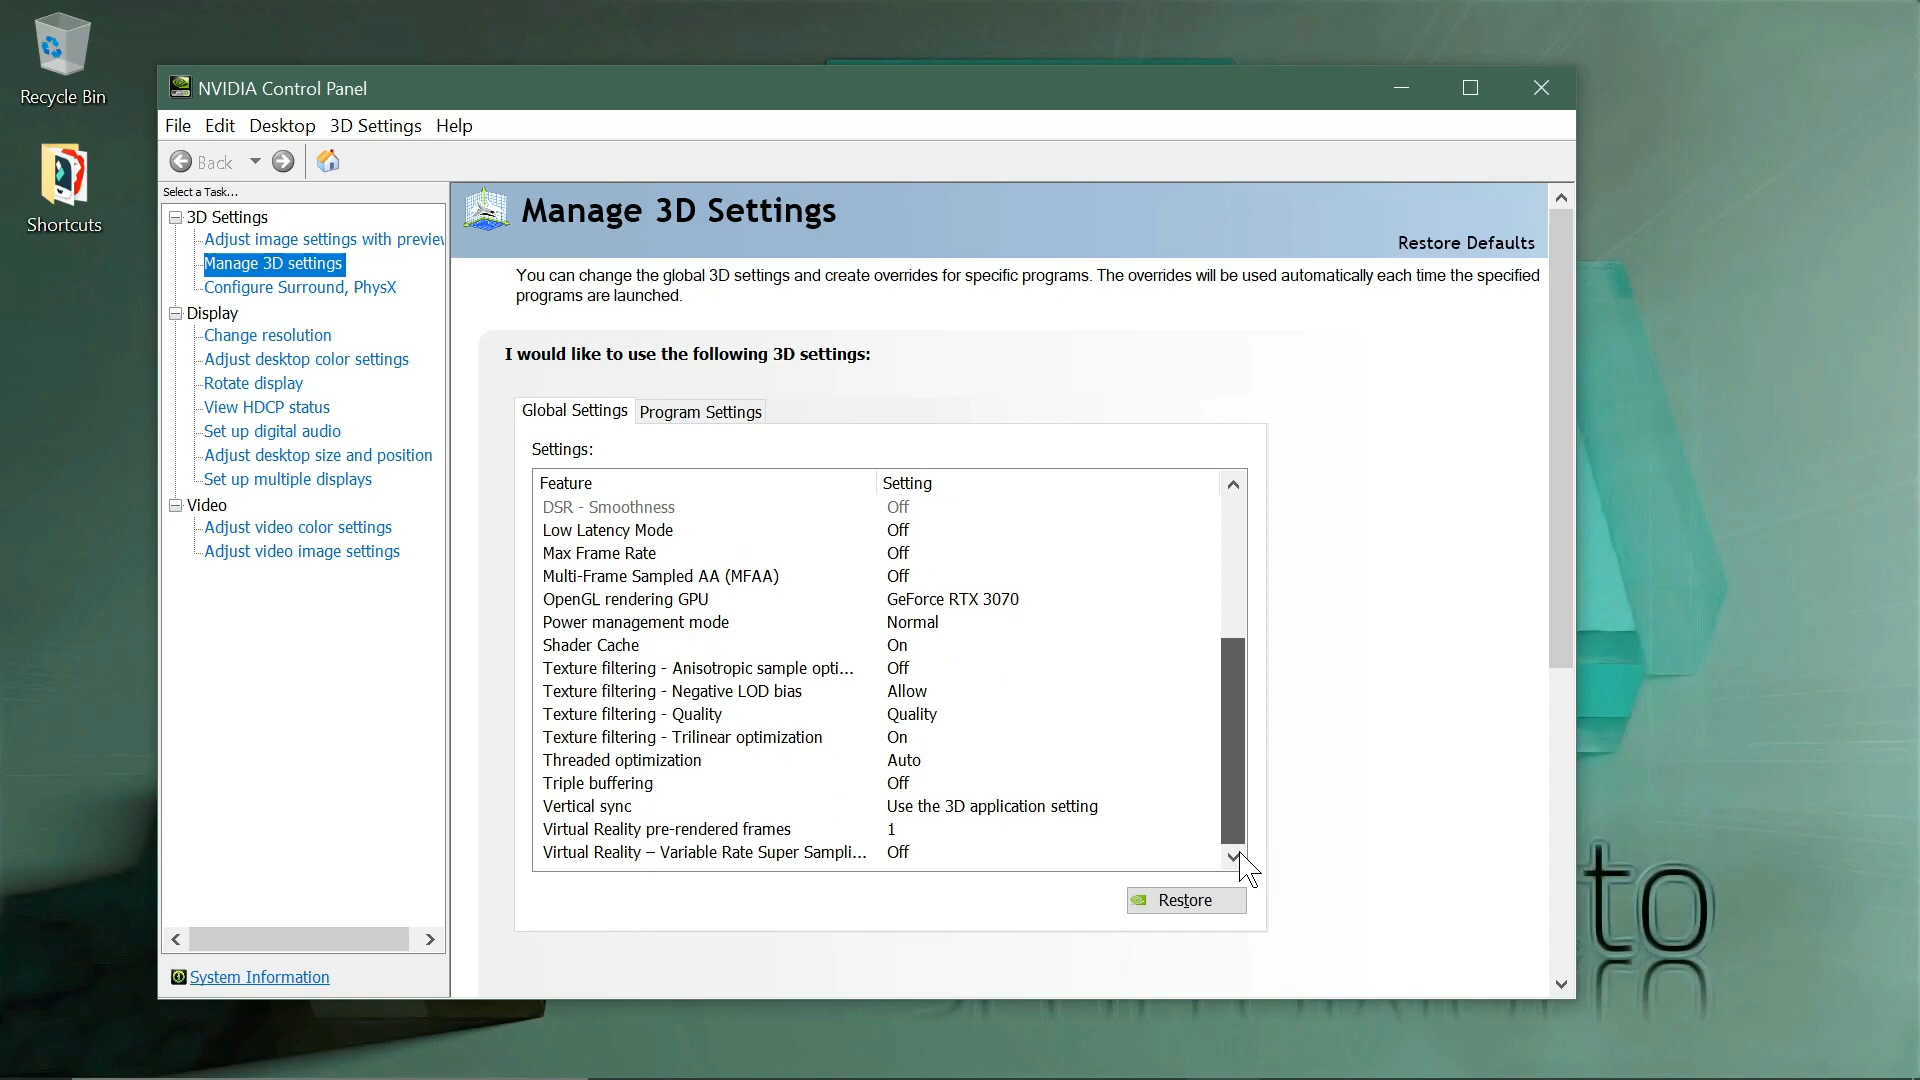 Recycle Bin
Shortcuts
NVIDIA Control Panel
File Edit Desktop 3D Settings Help
Back
Select a Task...
3D Settings
Adjust image settings with preview
Manage 3D settings
Configure Surround, PhysX
Display
Change resolution
Adjust desktop color settings
Rotate display
View HDCP status
Set up digital audio
Adjust desktop size and position
Set up multiple displays
Video
Adjust video color settings
Adjust video image settings
System Information
Manage 3D Settings
Restore Defaults
You can change the global 3D settings and create overrides for specific programs. The overrides will be used automatically each time the specified
programs are launched.
I would like to use the following 3D settings:
Global Settings Program Settings
Settings:
Feature Setting
DSR - Smoothness Off
Low Latency Mode Off
Max Frame Rate Off
Multi-Frame Sampled AA (MFAA) Off
OpenGL rendering GPU GeForce RTX 3070
Power management mode Normal
Shader Cache On
Texture filtering - Anisotropic sample opti... Off
Texture filtering - Negative LOD bias Allow
Texture filtering - Quality Quality
Texture filtering - Trilinear optimization On
Threaded optimization Auto
Triple buffering Off
Vertical sync Use the 3D application setting
Virtual Reality pre-rendered frames 1
Virtual Reality – Variable Rate Super Sampli... Off
Restore
to